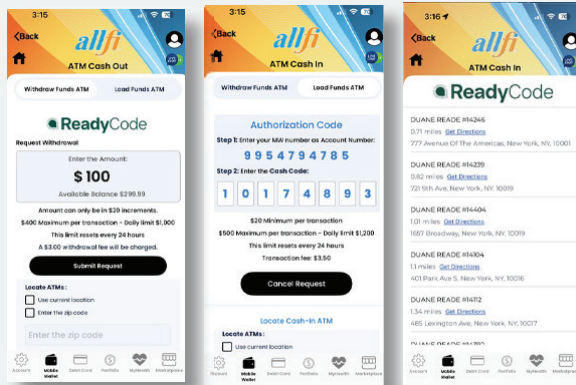 3:15
<Back
allfi
ATM Cash Out
Withdraw Funds ATM
Load Funds ATM
ReadyCode
Request Withdrawal
Enter the Amount:
$ 100
Available Balance $299.99
Amount can only be in $20 increments.
$400 Maximum per transaction - Daily limit $1,000
This limit resets every 24 hours
A $3.00 withdrawal fee will be charged.
Submit Request
Locate ATMs:
Use current location
Enter the zip code
Enter the zip code
Account
Mobile Wallet
Debit Card
Portfolio
MyHealth
Marketplace
3:15
<Back
allfi
ATM Cash In
Withdraw Funds ATM
Load Funds ATM
Authorization Code
Step 1: Enter your MW number as Account Number:
9954794785
Step 2: Enter the Cash Code:
1 0 1 7 4 8 9 3
$20 Minimum per transaction
$500 Maximum per transaction - Daily limit $1,200
This limit resets every 24 hours
Transaction fee: $3.50
Cancel Request
Locate Cash-In ATM
Locate ATMs:
Use current location
Account
Mobile Wallet
Debit Card
Portfolio
MyHealth
Marketplace
3:16
<Back
allfi
ATM Cash In
ReadyCode
DUANE READE #14246
0.71 miles Get Directions
777 Avenue Of The Americas, New York, NY, 10001
DUANE READE #14239
0.82 miles Get Directions
721 9th Ave, New York, NY, 10019
DUANE READE #14404
1.01 miles Get Directions
1657 Broadway, New York, NY, 10019
DUANE READE #14104
1.1 miles Get Directions
401 Park Ave S, New York, NY, 10016
DUANE READE #14112
1.34 miles Get Directions
485 Lexington Ave, New York, NY, 10017
Account
Mobile Wallet
Debit Card
Portfolio
MyHealth
Marketplace